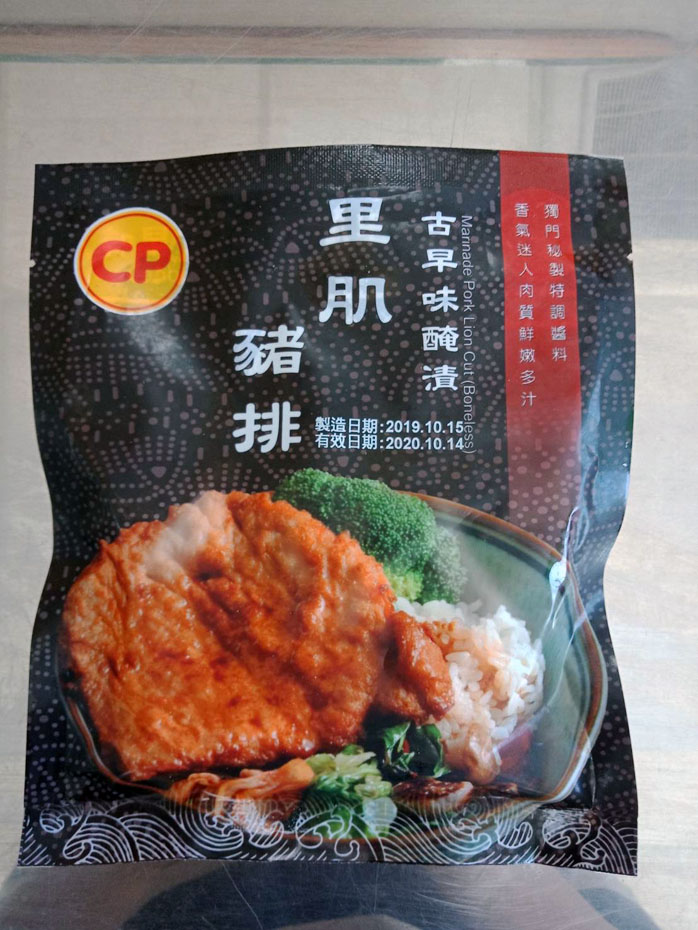 CP
獨門秘製特調醬料
香氣迷人肉質鮮嫩多汁
Marinade Pork Lion Cut (Boneless)
古早味醃漬
里肌
豬排
製造日期:2019.10.15
有效日期:2020.10.14